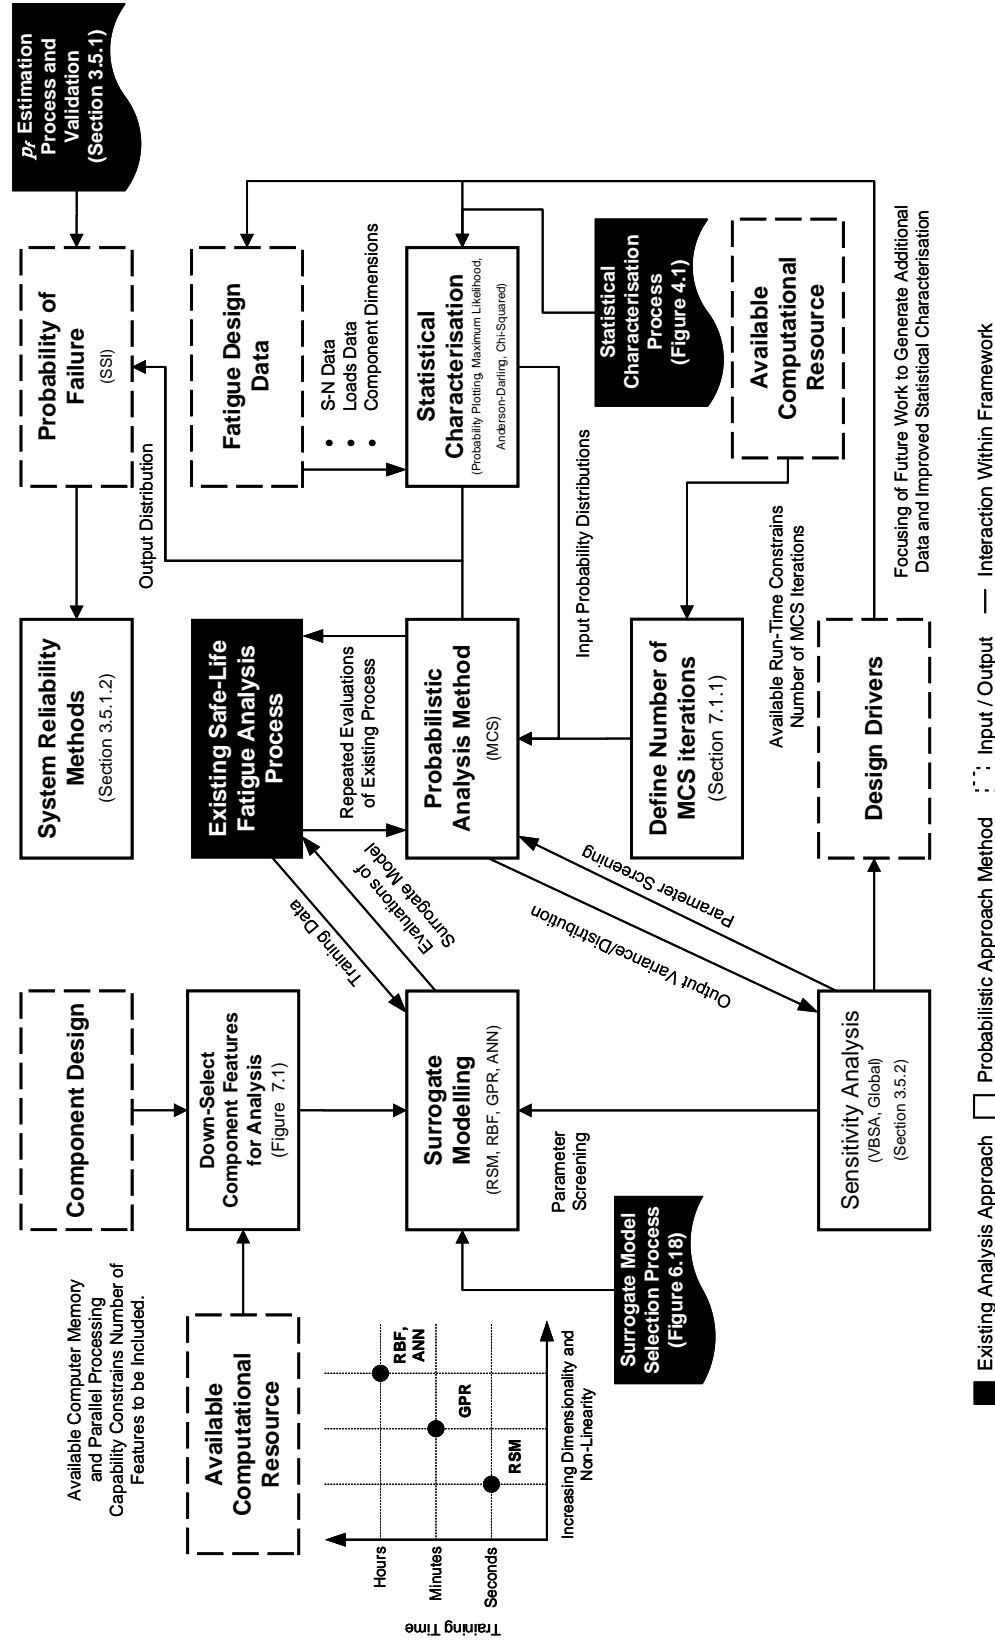 Component Design
Available Computer Memory
and Parallel Processing
Capability Constrains Number of
Features to be Included.
Available
Computational
Resource
Down-Select
Component Features
for Analysis
(Figure 7.1)
Training Time
Hours
Minutes
Seconds
RBF,
ANN
GPR
RSM
Increasing Dimensionality and
Non-Linearity
Surrogate
Modelling
(RSM, RBF, GPR, ANN)
Surrogate Model
Selection Process
(Figure 6.18)
Parameter
Screening
Sensitivity Analysis
(VBSA, Global)
(Section 3.5.2)
System Reliability
Methods
(Section 3.5.1.2)
Existing Safe-Life
Fatigue Analysis
Process
Training Data
Evaluations of
Surrogate Model
Repeated Evaluations
of Existing Process
Probabilistic
Analysis Method
(MCS)
Output Variance/Distribution
Parameter Screening
Define Number of
MCS iterations
(Section 7.1.1)
Design Drivers
pf Estimation
Process and
Validation
(Section 3.5.1)
Probability of
Failure
(SSI)
Output Distribution
Fatigue Design
Data
• S-N Data
• Loads Data
• Component Dimensions
Statistical
Characterisation
(Probability Plotting, Maximum Likelihood,
Anderson-Darling, Chi-Squared)
Input Probability Distributions
Statistical
Characterisation
Process
(Figure 4.1)
Available
Computational
Resource
Available Run-Time Constrains
Number of MCS Iterations
Focusing of Future Work to Generate Additional
Data and Improved Statistical Characterisation
Existing Analysis Approach
Probabilistic Approach Method
Input / Output
Interaction Within Framework